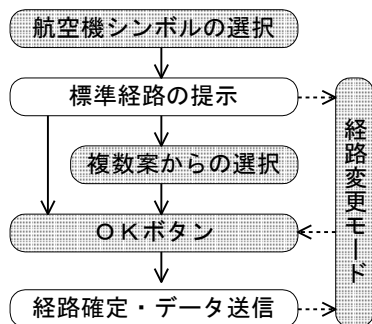 航空機シンボルの選択
標準経路の提示
複数案からの選択
ＯＫボタン
経路確定・データ送信
経路変更モード